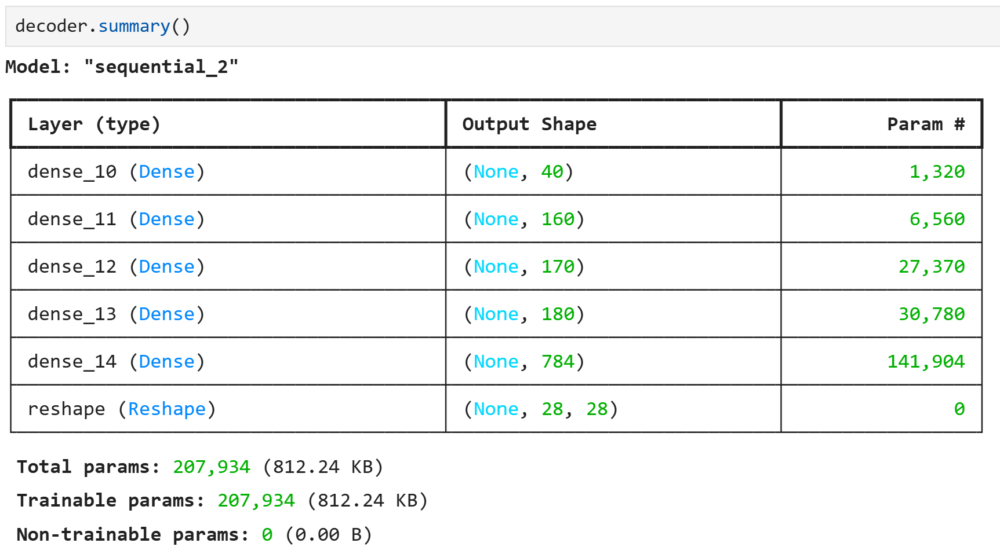 decoder.summary()
Model: "sequential_2"
Layer (type) Output Shape Param #
dense_10 (Dense) (None, 40) 1,320
dense_11 (Dense) (None, 160) 6,560
dense_12 (Dense) (None, 170) 27,370
dense_13 (Dense) (None, 180) 30,780
dense_14 (Dense) (None, 784) 141,904
reshape (Reshape) (None, 28, 28) 0
Total params: 207,934 (812.24 KB)
Trainable params: 207,934 (812.24 KB)
Non-trainable params: 0 (0.00 B)